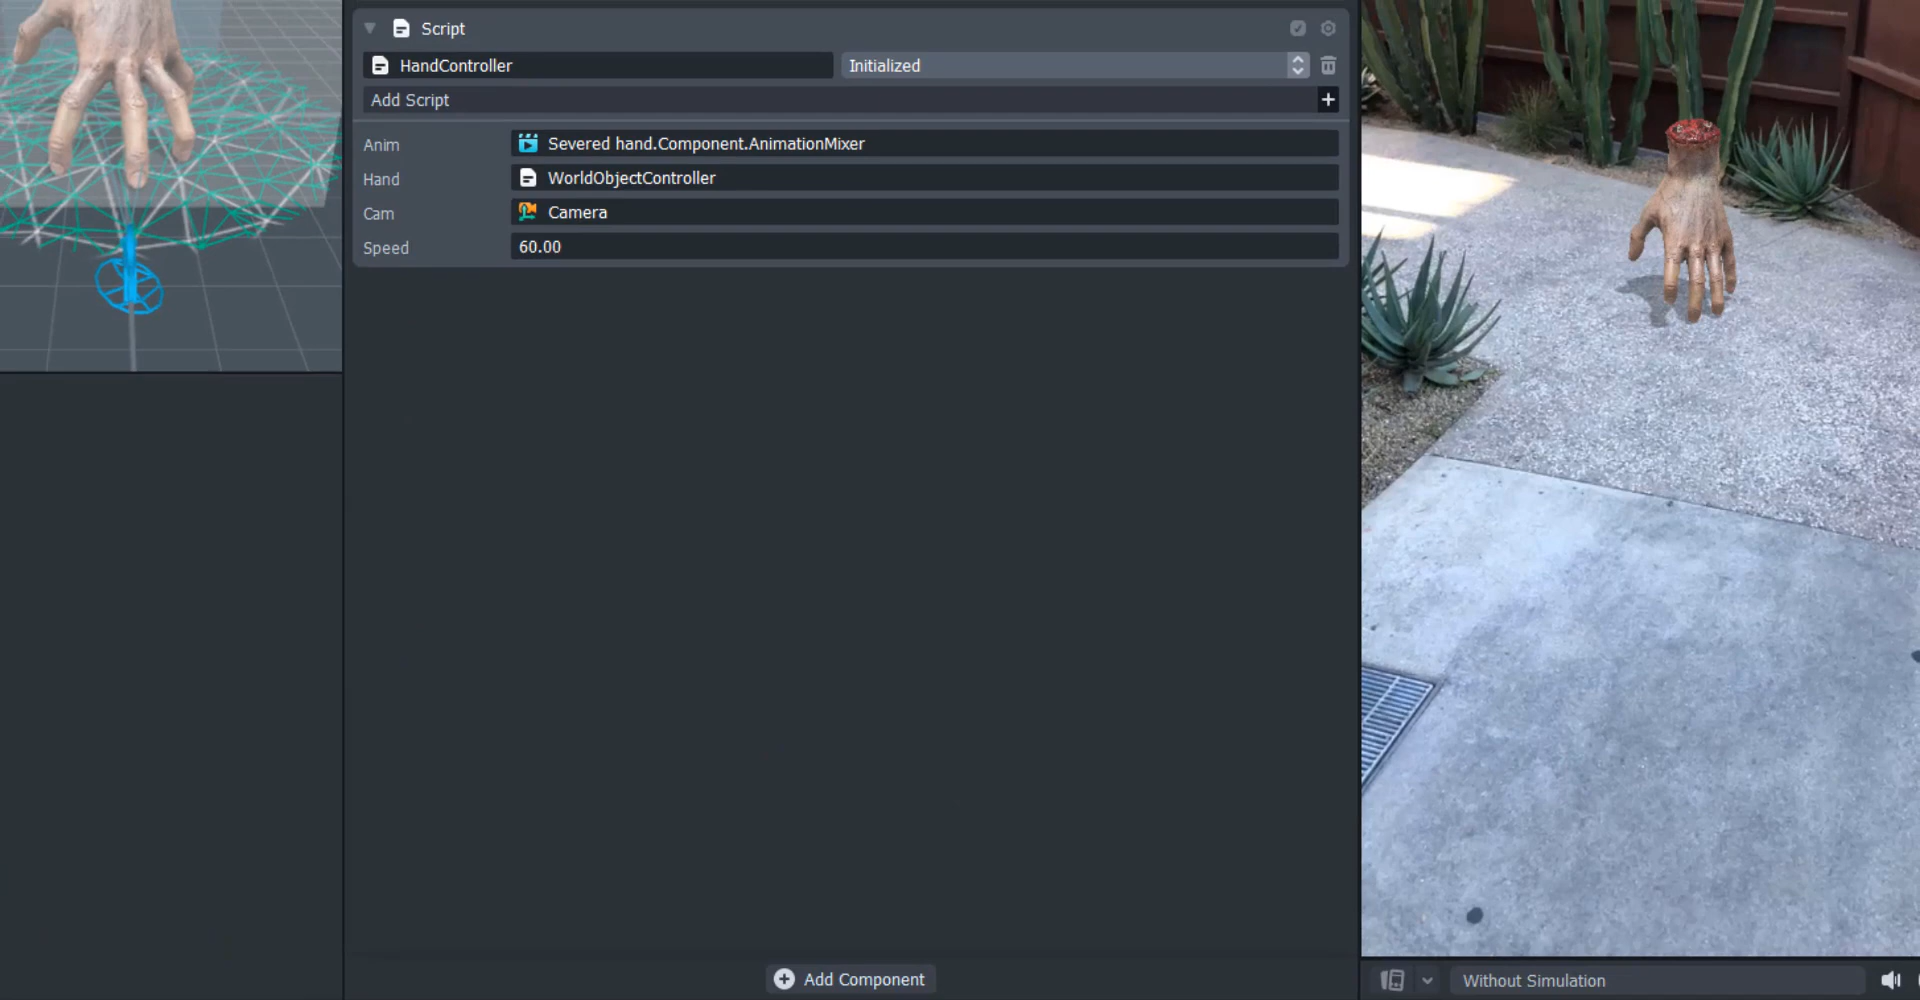 Script
HandController
Initialized
Add Script
Anim
Severed hand.Component.AnimationMixer
Hand
WorldObjectController
Cam
Camera
Speed
60.00
Add Component
Without Simulation